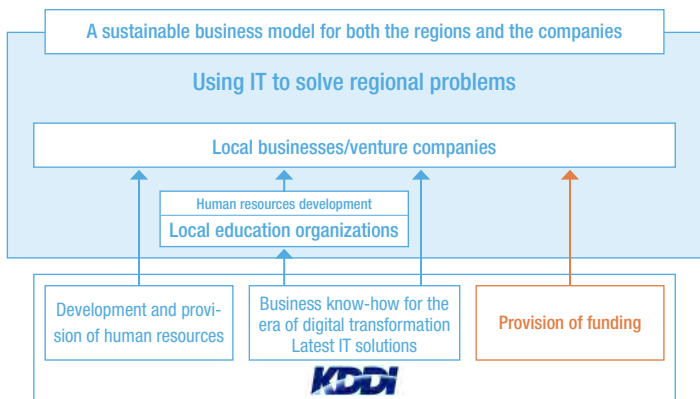 A sustainable business model for both the regions and the companies
Using IT to solve regional problems
Local businesses/venture companies
Human resources development
Local education organizations
Development and provi-
sion of human resources
Business know-how for the
era of digital transformation
Latest IT solutions
Provision of funding
KDDI